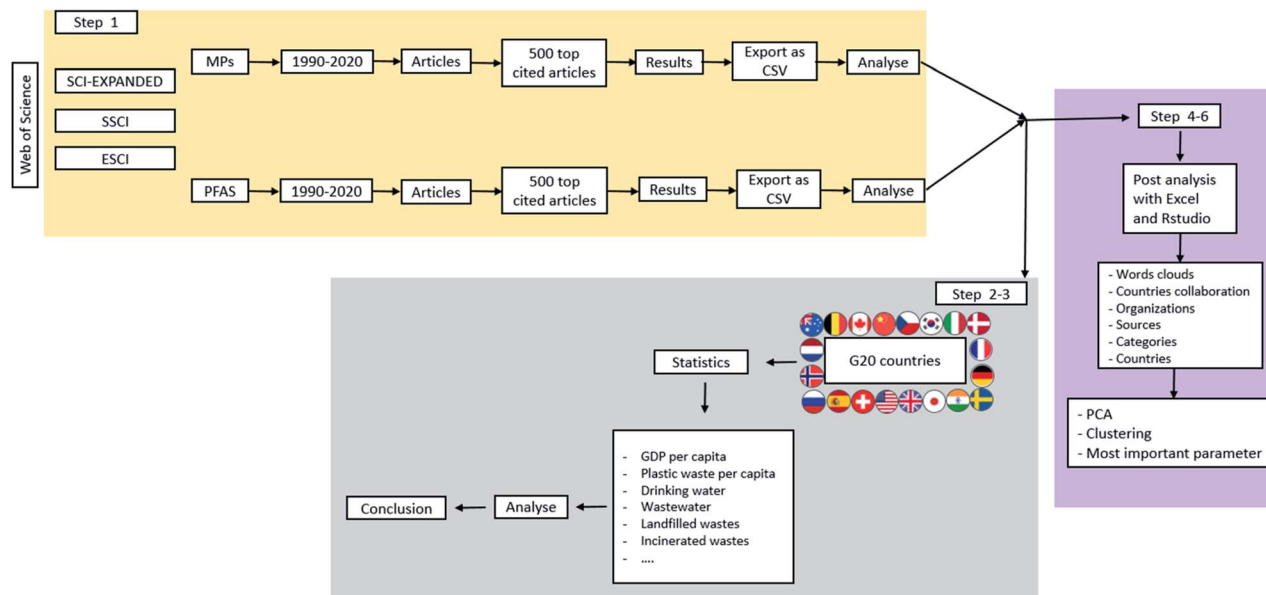 Web of Science
Step 1
SCI-EXPANDED
SSCI
ESCI
MPs
1990-2020
Articles
500 top
cited articles
Results
Export as
CSV
Analyse
PFAS
1990-2020
Articles
500 top
cited articles
Results
Export as
CSV
Analyse
Step 2-3
G20 countries
Statistics
- GDP per capita
- Plastic waste per capita
- Drinking water
- Wastewater
- Landfilled wastes
- Incinerated wastes
- ....
Analyse
Conclusion
Step 4-6
Post analysis
with Excel
and Rstudio
- Words clouds
- Countries collaboration
- Organizations
- Sources
- Categories
- Countries
- PCA
- Clustering
- Most important parameter